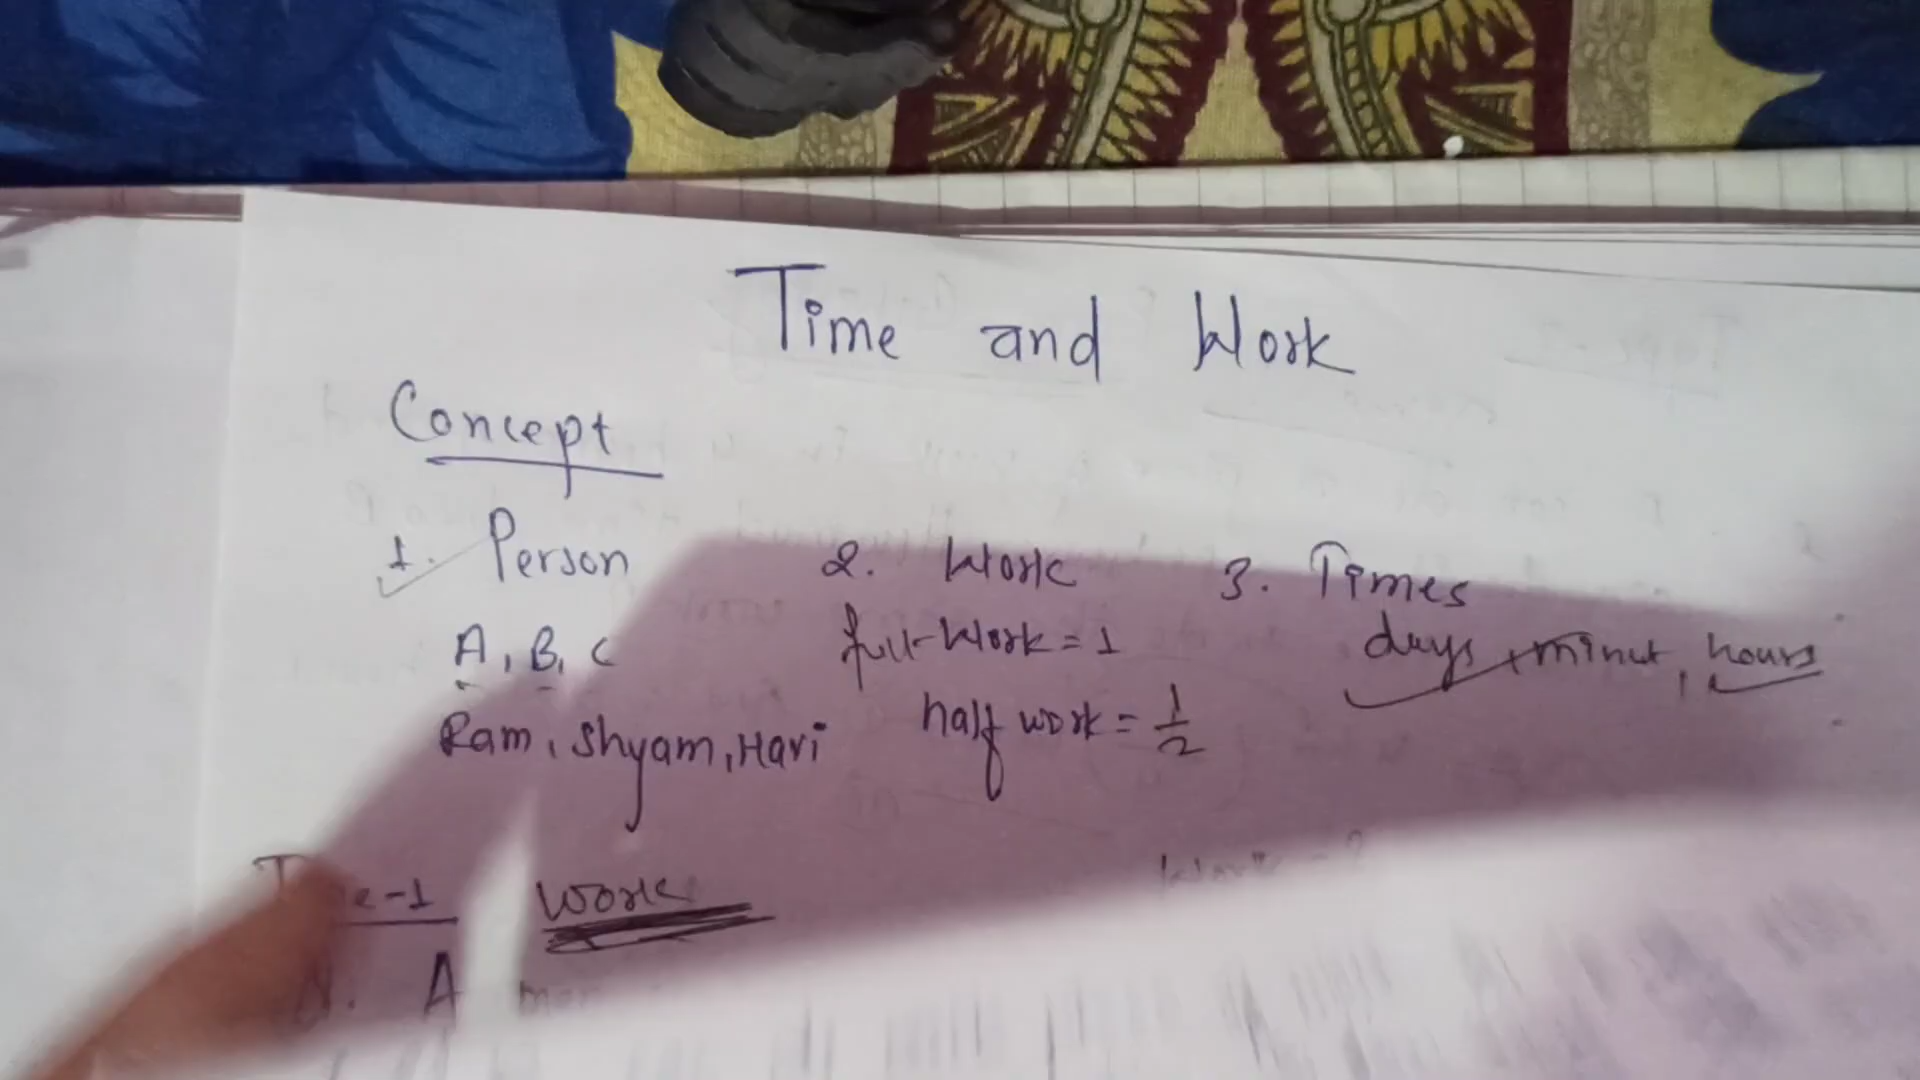 Time and Work
Concept
1. Person 2. Work 3. Times
A, B, C full Work = 1 days, minut, hours
Ram, Shyam, Hari half work = 1/2
Work
A